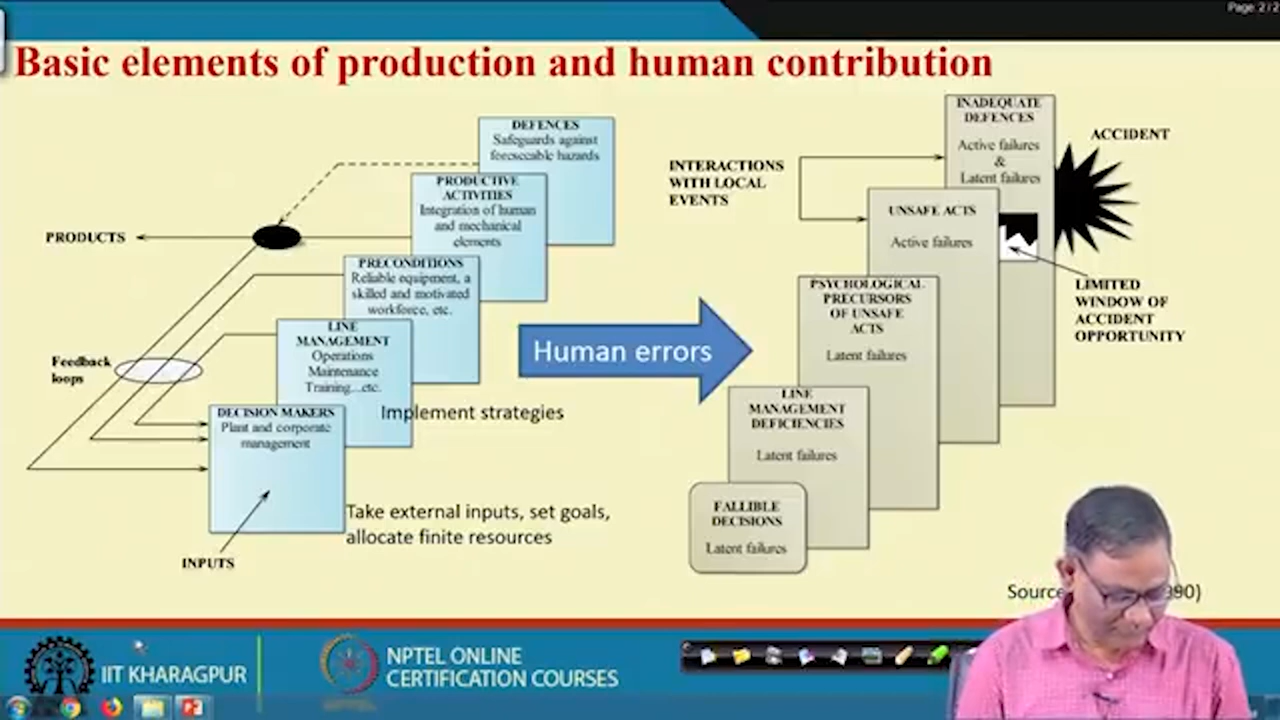 Page: 2 / 2
Basic elements of production and human contribution
DEFENCES
Safeguards against
foreseeable hazards
PRODUCTIVE
ACTIVITIES
Integration of human
and mechanical
elements
PRECONDITIONS
Reliable equipment, a
skilled and motivated
workforce, etc.
LINE
MANAGEMENT
Operations
Maintenance
Training...etc.
DECISION MAKERS
Plant and corporate
management
PRODUCTS
Feedback
loops
INPUTS
Implement strategies
Take external inputs, set goals,
allocate finite resources
Human errors
INTERACTIONS
WITH LOCAL
EVENTS
INADEQUATE
DEFENCES
Active failures
&
Latent failures
ACCIDENT
UNSAFE ACTS
Active failures
LIMITED
WINDOW OF
ACCIDENT
OPPORTUNITY
PSYCHOLOGICAL
PRECURSORS
OF UNSAFE
ACTS
Latent failures
LINE
MANAGEMENT
DEFICIENCIES
Latent failures
FALLIBLE
DECISIONS
Latent failures
Source
90)
IIT KHARAGPUR
NPTEL ONLINE
CERTIFICATION COURSES